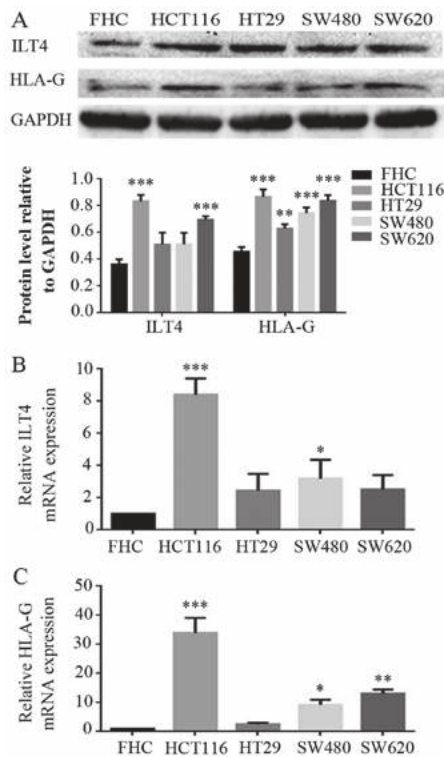 A FHC HCT116 HT29 SW480 SW620
ILT4
HLA-G
GAPDH
Protein level relative
to GAPDH
1.0
0.8
0.6
0.4
0.2
0.0
*** *** *** ** *** ***
ILT4 HLA-G
FHC
HCT116
HT29
SW480
SW620
B
Relative ILT4
mRNA expression
10
8
6
4
2
0
*** *
FHC HCT116 HT29 SW480 SW620
C
Relative HLA-G
mRNA expression
50
40
30
20
10
0
*** * **
FHC HCT116 HT29 SW480 SW620